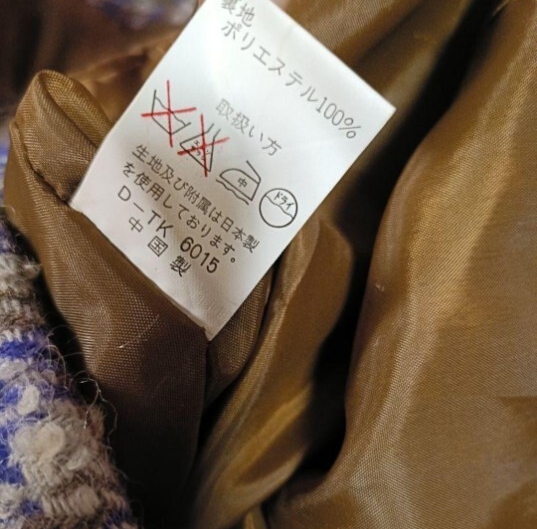 裏地
ポリエステル100%
取扱い方
中
ドライ
生地及び附属は日本製
を使用しております。
D-TK 6015
中国製